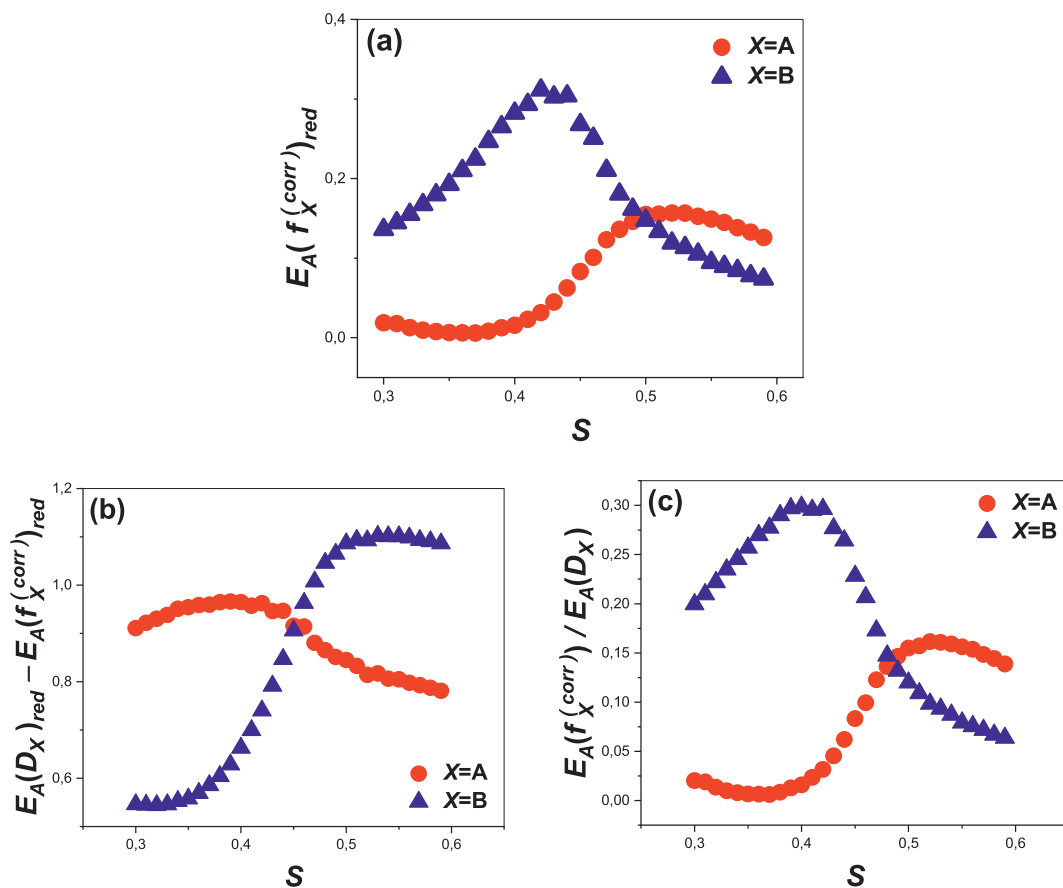 (a)
X=A
X=B
0,4
0,2
0,0
E_A( f_X^(corr))_red
0,3 0,4 0,5 0,6
S
(b)
1,2
1,0
0,8
0,6
E_A(D_X)_red – E_A(f_X^(corr))_red
X=A
X=B
0,3 0,4 0,5 0,6
S
(c)
X=A
X=B
0,30
0,25
0,20
0,15
0,10
0,05
0,00
E_A(f_X^(corr)) / E_A(D_X)
0,3 0,4 0,5 0,6
S